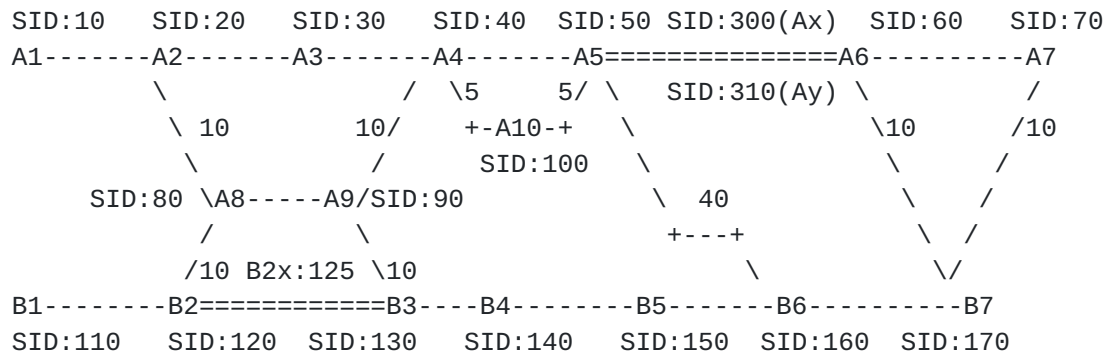 SID:10   SID:20   SID:30   SID:40  SID:50 SID:300(Ax)  SID:60   SID:70
A1-------A2-------A3-------A4-------A5===============A6----------A7
         \               /  \5     5/ \   SID:310(Ay) \          /
          \ 10        10/   +-A10-+  \               \10      /10
           \           /     SID:100   \               \      /
     SID:80 \A8-----A9/SID:90            \  40            \    /
            /         \                   +---+            \  /
           /10 B2x:125 \10                     \            \/
B1--------B2============B3----B4--------B5-------B6----------B7
SID:110   SID:120  SID:130   SID:140   SID:150  SID:160  SID:170